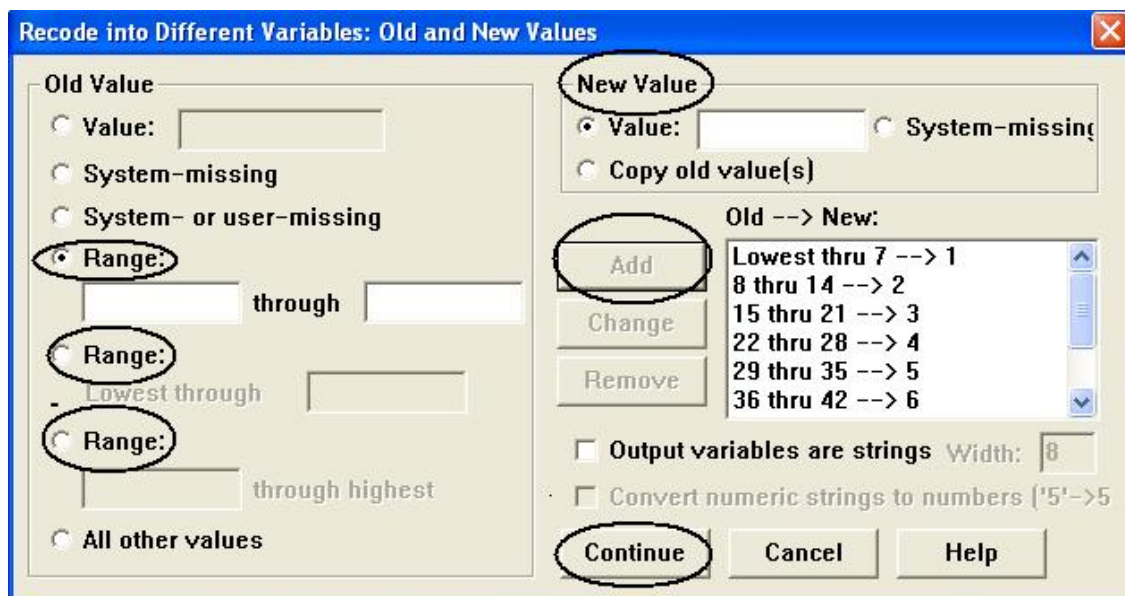 Recode into Different Variables: Old and New Values
Old Value
Value:
System-missing
System- or user-missing
Range:
through
Range:
Lowest through
Range:
through highest
All other values
New Value
Value: System-missing
Copy old value(s)
Old --> New:
Add
Change
Remove
Lowest thru 7 --> 1
8 thru 14 --> 2
15 thru 21 --> 3
22 thru 28 --> 4
29 thru 35 --> 5
36 thru 42 --> 6
Output variables are strings Width: 8
Convert numeric strings to numbers ('5'->5
Continue Cancel Help